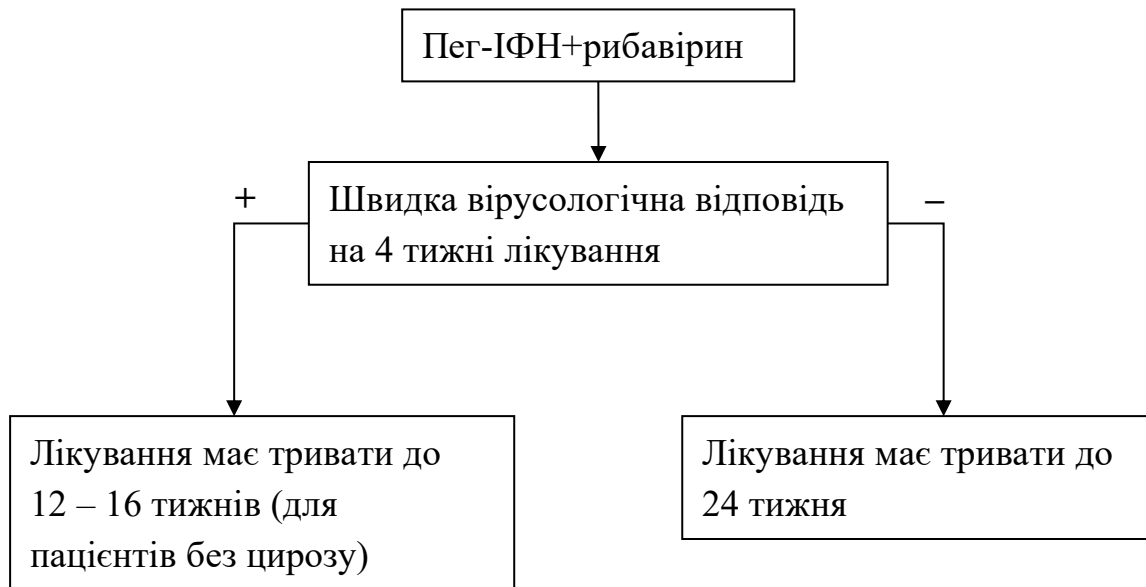 Пег-ІФН+рибавірин
+
Швидка вірусологічна відповідь
–
на 4 тижні лікування
Лікування має тривати до
12 – 16 тижнів (для
пацієнтів без цирозу)
Лікування має тривати до
24 тижня